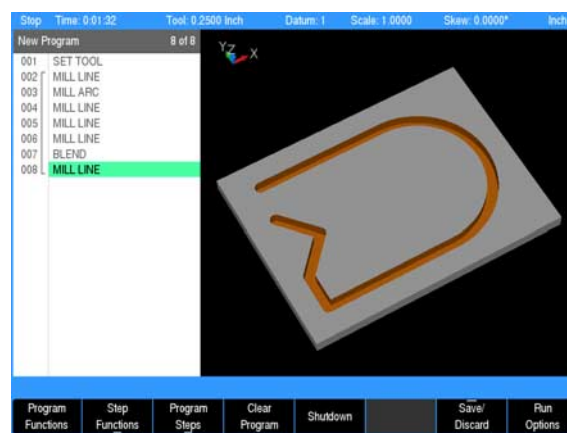 Stop Time: 0:01:32 Tool: 0.2500 Inch Datum: 1 Scale: 1.0000 Skew: 0.0000° Inch
New Program 8 of 8
001 SET TOOL
002 MILL LINE
003 MILL ARC
004 MILL LINE
005 MILL LINE
006 MILL LINE
007 BLEND
008 MILL LINE
Y Z X
Program Functions
Step Functions
Program Steps
Clear Program
Shutdown
Save/ Discard
Run Options